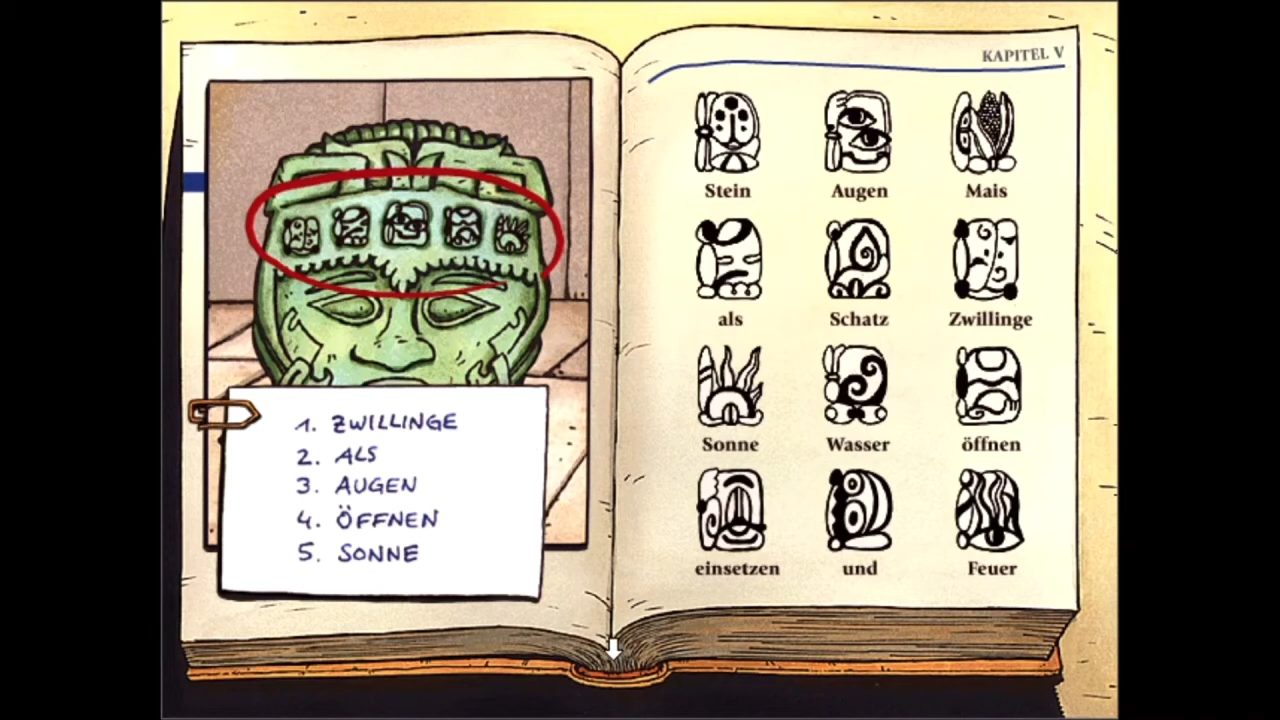 1. ZWILLINGE
2. ALS
3. AUGEN
4. ÖFFNEN
5. SONNE
KAPITEL V
Stein Augen Mais
als Schatz Zwillinge
Sonne Wasser öffnen
einsetzen und Feuer